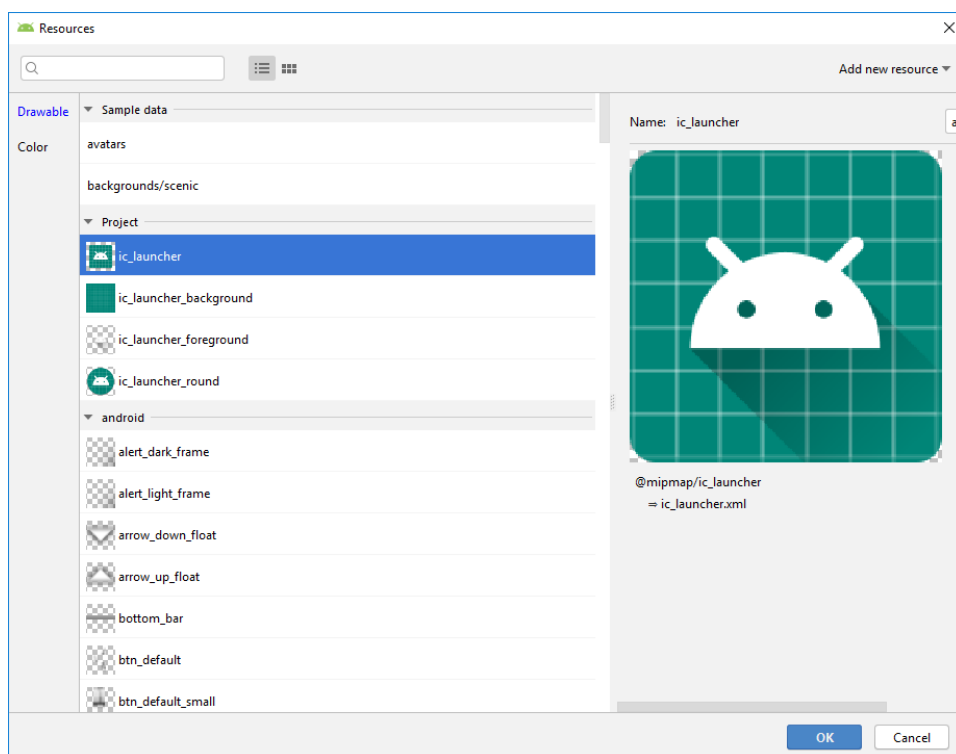 Resources
Add new resource
Drawable
Color
Sample data
avatars
backgrounds/scenic
Project
ic_launcher
ic_launcher_background
ic_launcher_foreground
ic_launcher_round
android
alert_dark_frame
alert_light_frame
arrow_down_float
arrow_up_float
bottom_bar
btn_default
btn_default_small
Name: ic_launcher
a
@mipmap/ic_launcher
⇒ ic_launcher.xml
OK
Cancel